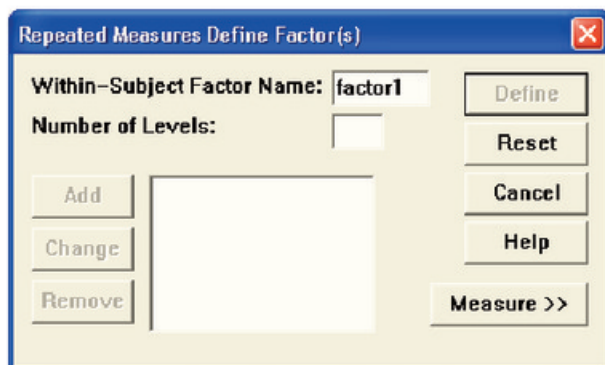 Repeated Measures Define Factor(s)
Within-Subject Factor Name: factor1
Define
Number of Levels:
Reset
Add
Cancel
Change
Help
Remove
Measure >>